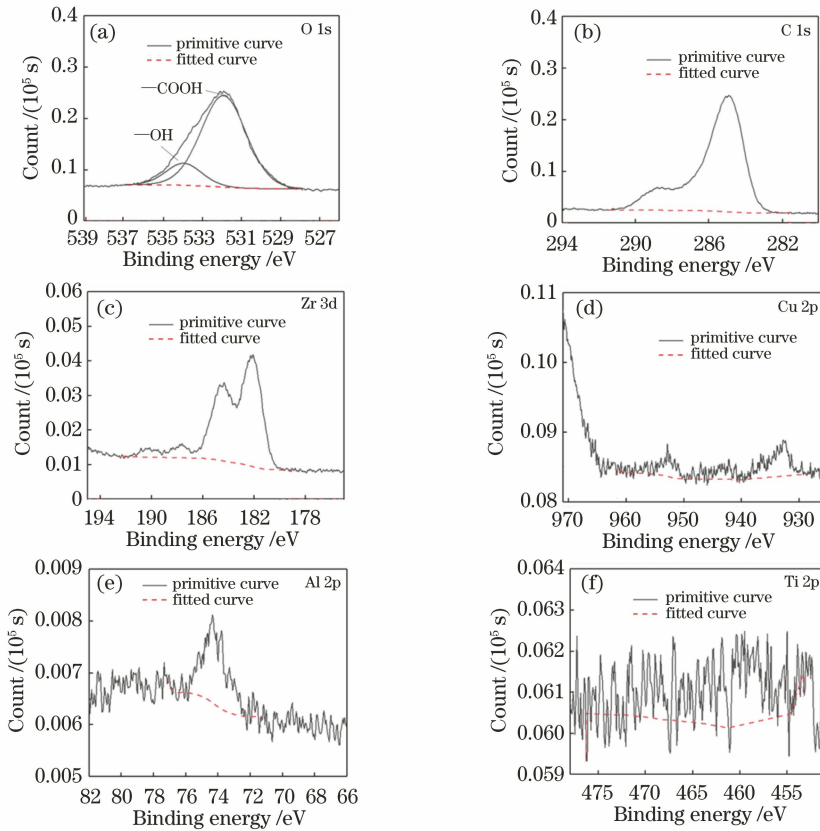 (a)
O 1s
primitive curve
fitted curve
—COOH
—OH
Count /(10⁵ s)
0.4
0.3
0.2
0.1
0
539 537 535 533 531 529 527
Binding energy /eV
(b)
C 1s
primitive curve
fitted curve
Count /(10⁵ s)
0.4
0.3
0.2
0.1
0
294 290 286 282
Binding energy /eV
(c)
Zr 3d
primitive curve
fitted curve
Count /(10⁵ s)
0.06
0.05
0.04
0.03
0.02
0.01
0
194 190 186 182 178
Binding energy /eV
(d)
Cu 2p
primitive curve
fitted curve
Count /(10⁵ s)
0.11
0.10
0.09
0.08
970 960 950 940 930
Binding energy /eV
(e)
Al 2p
primitive curve
fitted curve
Count /(10⁵ s)
0.009
0.008
0.007
0.006
0.005
82 80 78 76 74 72 70 68 66
Binding energy /eV
(f)
Ti 2p
primitive curve
fitted curve
Count /(10⁵ s)
0.064
0.063
0.062
0.061
0.060
0.059
475 470 465 460 455
Binding energy /eV